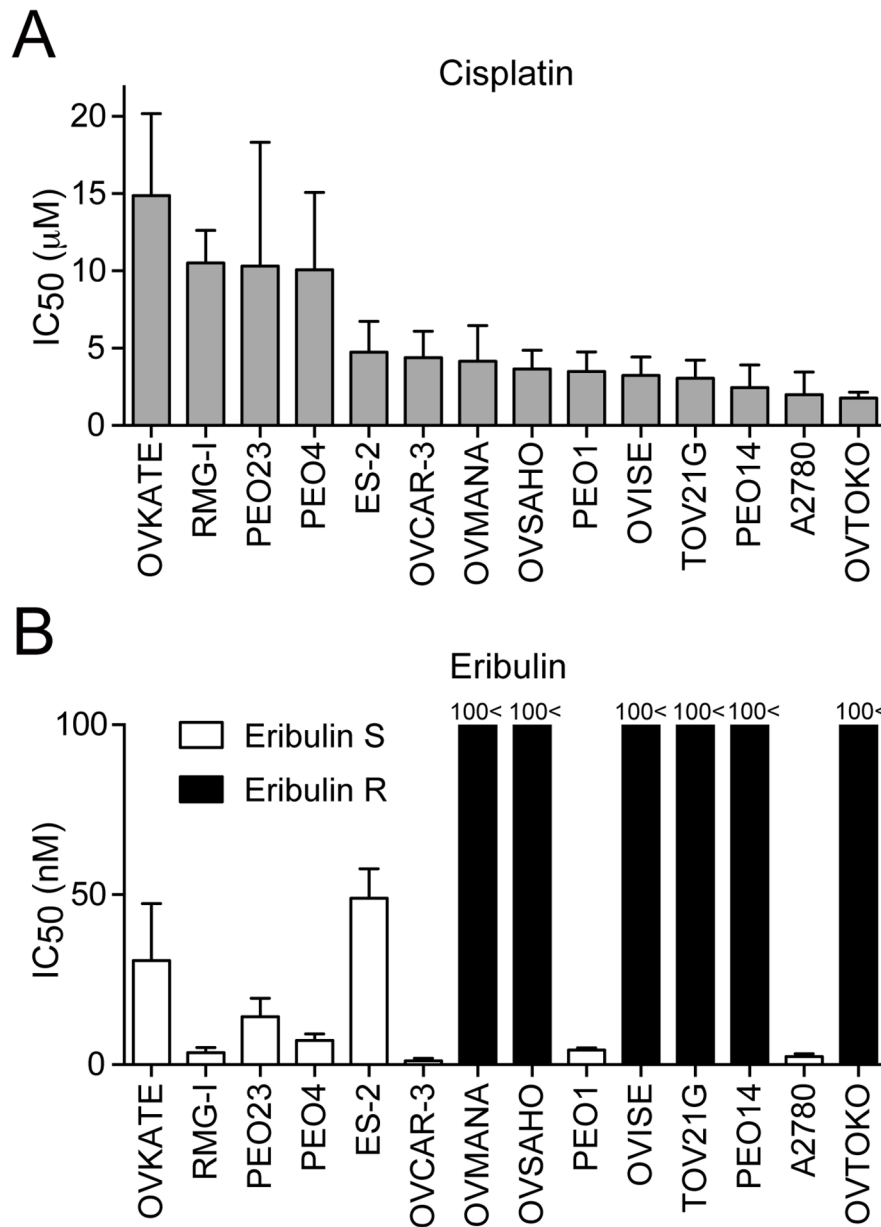 A
Cisplatin
IC50 (μM)
20
15
10
5
0
OVKATE
RMG-I
PEO23
PEO4
ES-2
OVCAR-3
OVMANA
OVSAHO
PEO1
OVISE
TOV21G
PEO14
A2780
OVTOKO
B
Eribulin
100< 100< 100< 100< 100< 100<
Eribulin S
Eribulin R
IC50 (nM)
100
50
0
OVKATE
RMG-I
PEO23
PEO4
ES-2
OVCAR-3
OVMANA
OVSAHO
PEO1
OVISE
TOV21G
PEO14
A2780
OVTOKO